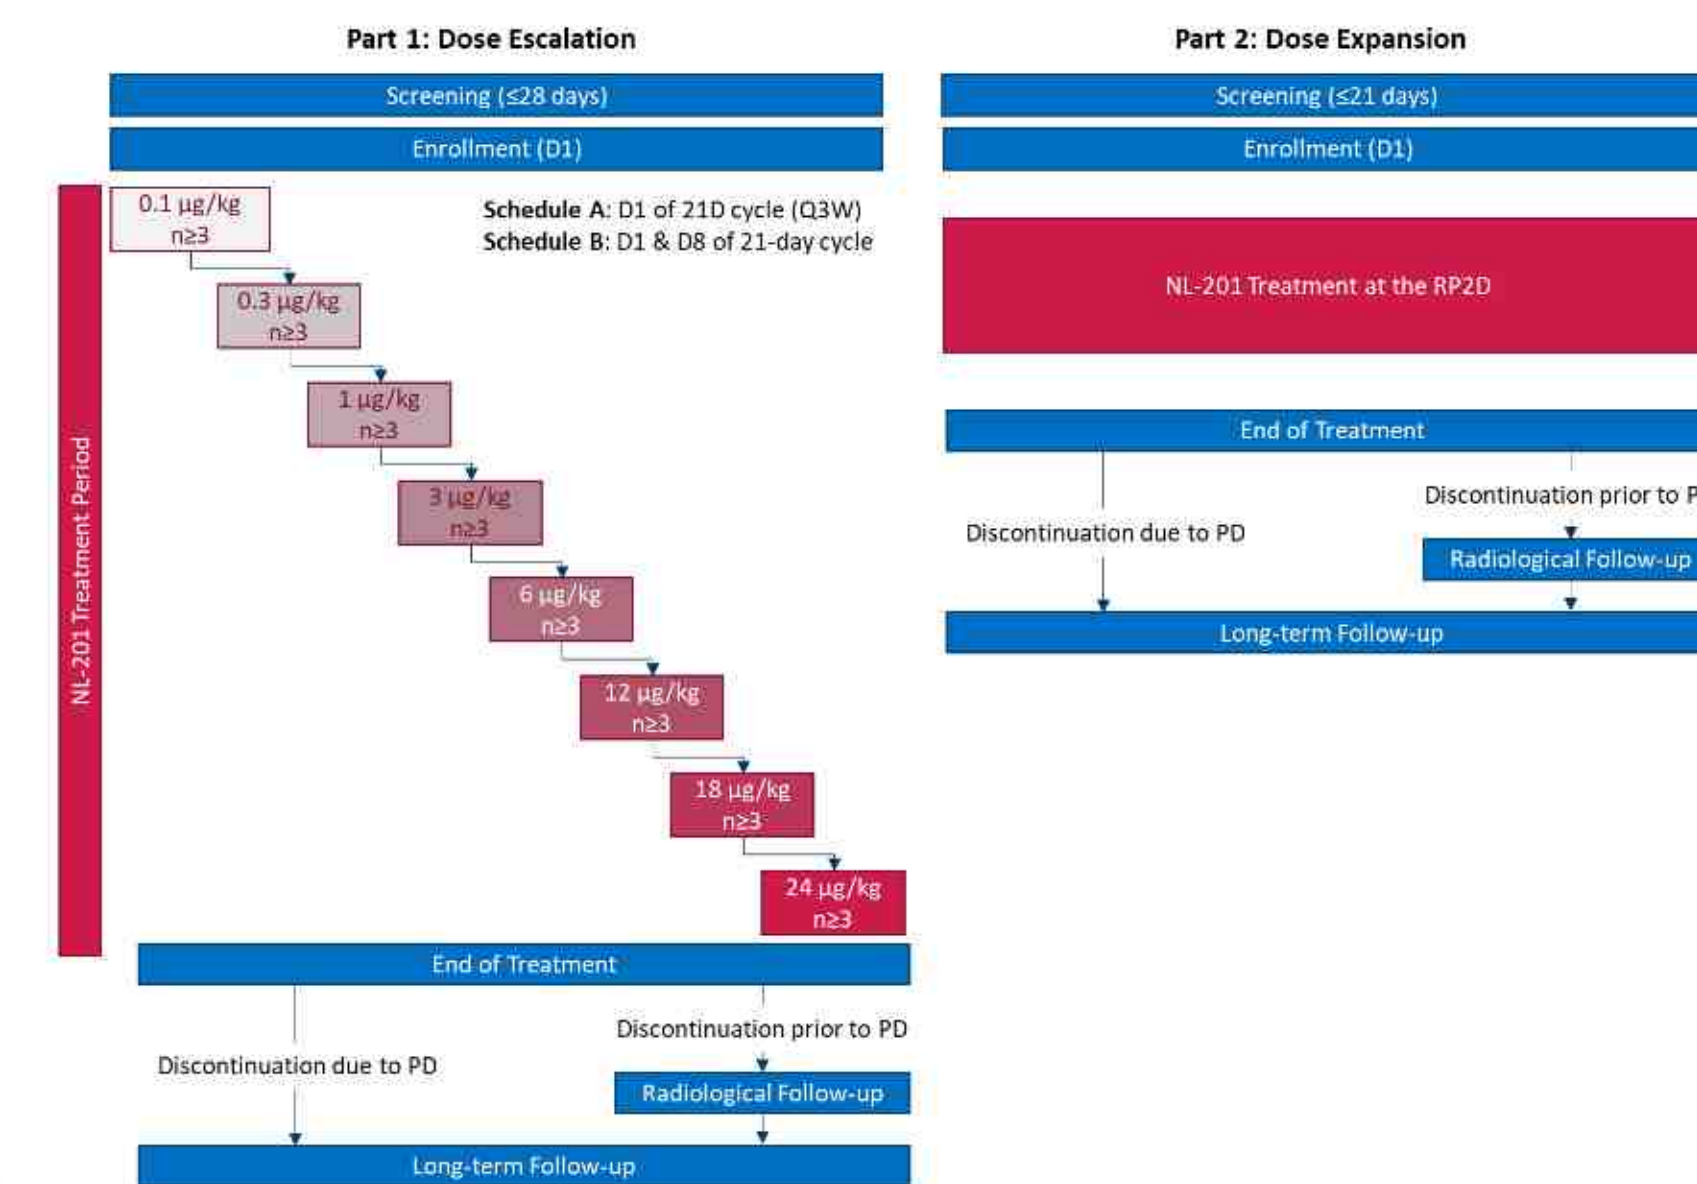 Part 1: Dose Escalation
Screening (≤28 days)
Enrollment (D1)
NL-201 Treatment Period
0.1 µg/kg
n≥3
Schedule A: D1 of 21D cycle (Q3W)
Schedule B: D1 & D8 of 21-day cycle
0.3 µg/kg
n≥3
1 µg/kg
n≥3
3 µg/kg
n≥3
6 µg/kg
n≥3
12 µg/kg
n≥3
18 µg/kg
n≥3
24 µg/kg
n≥3
End of Treatment
Discontinuation prior to PD
Discontinuation due to PD
Radiological Follow-up
Long-term Follow-up
Part 2: Dose Expansion
Screening (≤21 days)
Enrollment (D1)
NL-201 Treatment at the RP2D
End of Treatment
Discontinuation prior to
Discontinuation due to PD
Radiological Follow-up
Long-term Follow-up